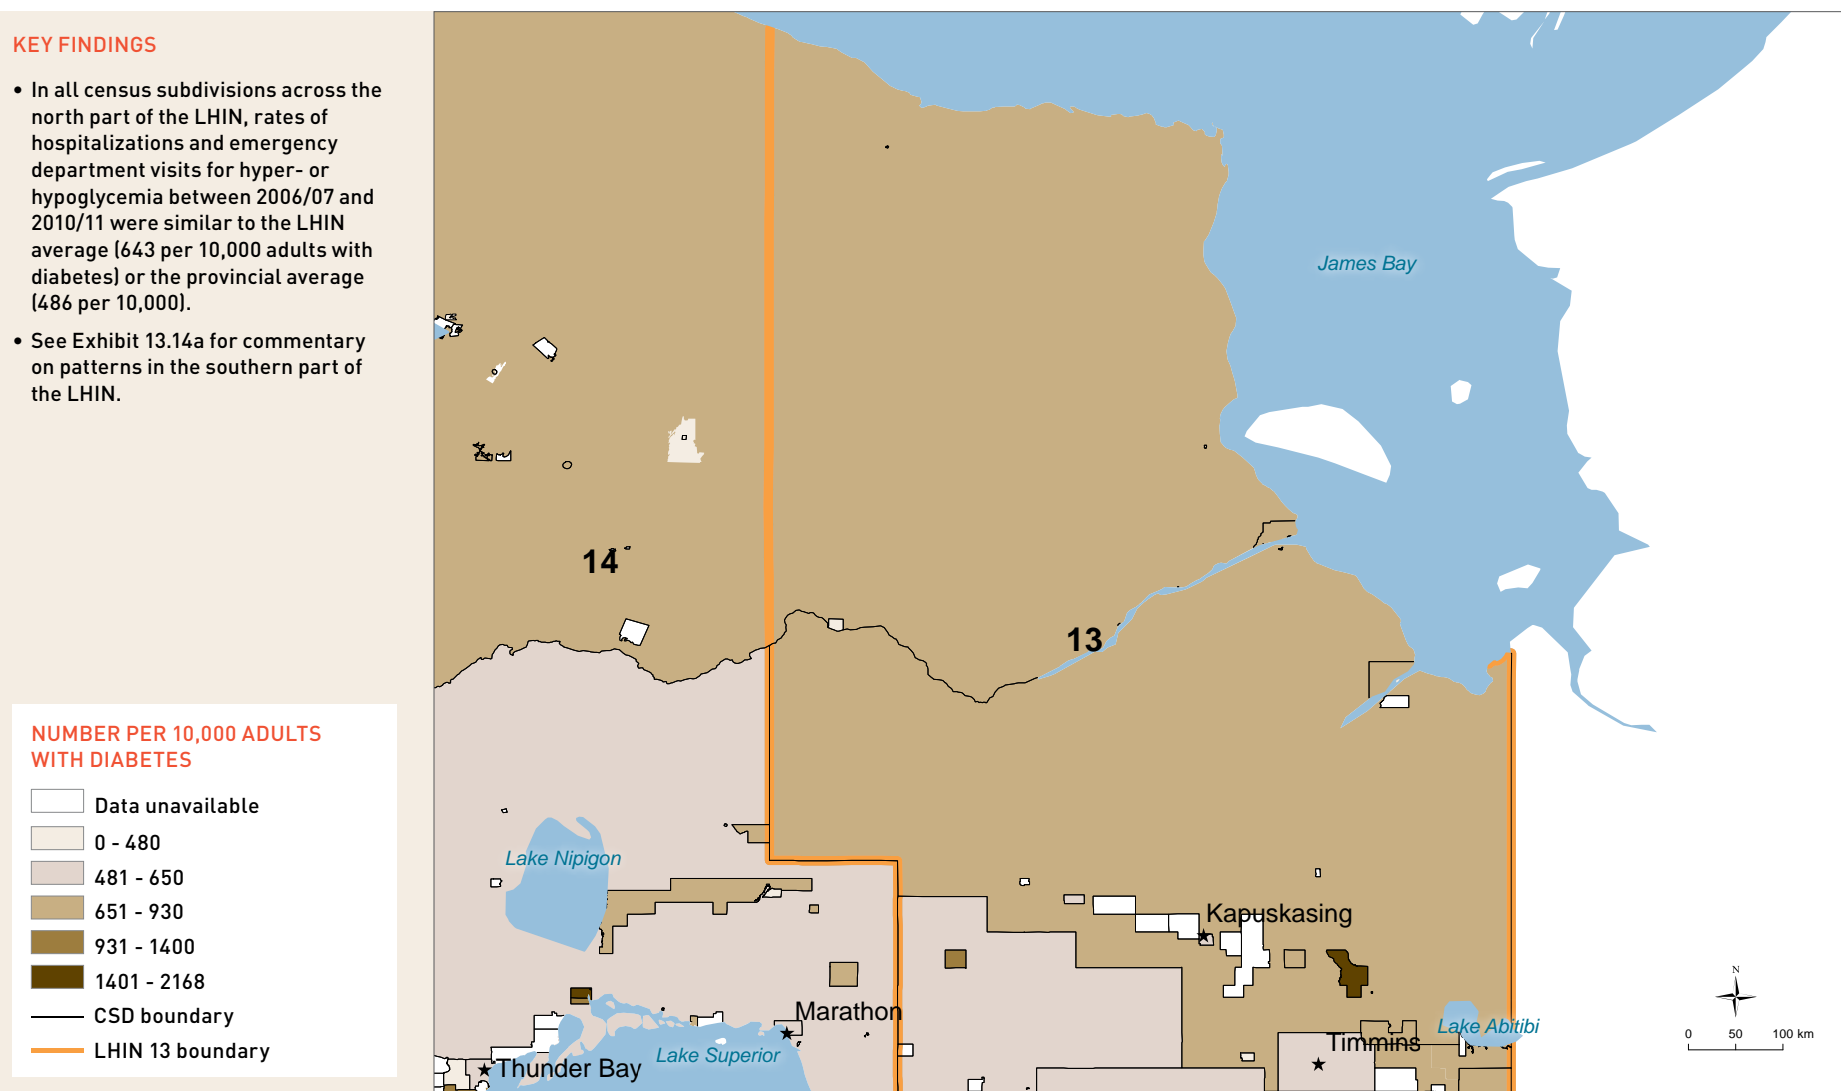 KEY FINDINGS
• In all census subdivisions across the
north part of the LHIN, rates of
hospitalizations and emergency
department visits for hyper- or
hypoglycemia between 2006/07 and
2010/11 were similar to the LHIN
average (643 per 10,000 adults with
diabetes) or the provincial average
(486 per 10,000).
• See Exhibit 13.14a for commentary
on patterns in the southern part of
the LHIN.
NUMBER PER 10,000 ADULTS
WITH DIABETES
Data unavailable
0 - 480
481 - 650
651 - 930
931 - 1400
1401 - 2168
CSD boundary
LHIN 13 boundary
James Bay
14
13
Lake Nipigon
Kapuskasing
Marathon
Lake Abitibi
Timmins
Lake Superior
Thunder Bay
N
0 50 100 km